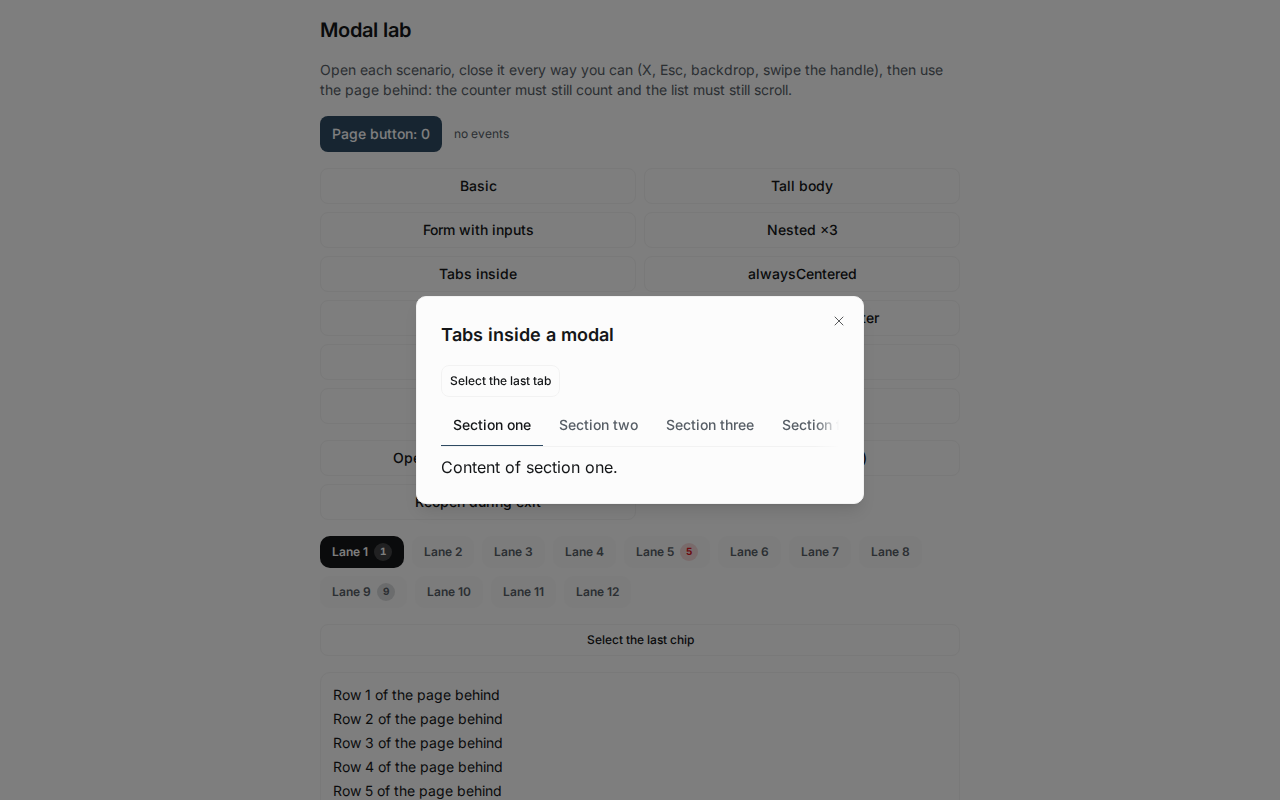 Modal lab
Open each scenario, close it every way you can (X, Esc, backdrop, swipe the handle), then use
the page behind: the counter must still count and the list must still scroll.
Page button: 0 no events
Basic Tall body
Form with inputs Nested ×3
Tabs inside alwaysCentered
Tabs inside a modal
Select the last tab
Section one Section two Section three Section
Content of section one.
Reopen during exit
Lane 1 1 Lane 2 Lane 3 Lane 4 Lane 5 5 Lane 6 Lane 7 Lane 8
Lane 9 9 Lane 10 Lane 11 Lane 12
Select the last chip
Row 1 of the page behind
Row 2 of the page behind
Row 3 of the page behind
Row 4 of the page behind
Row 5 of the page behind